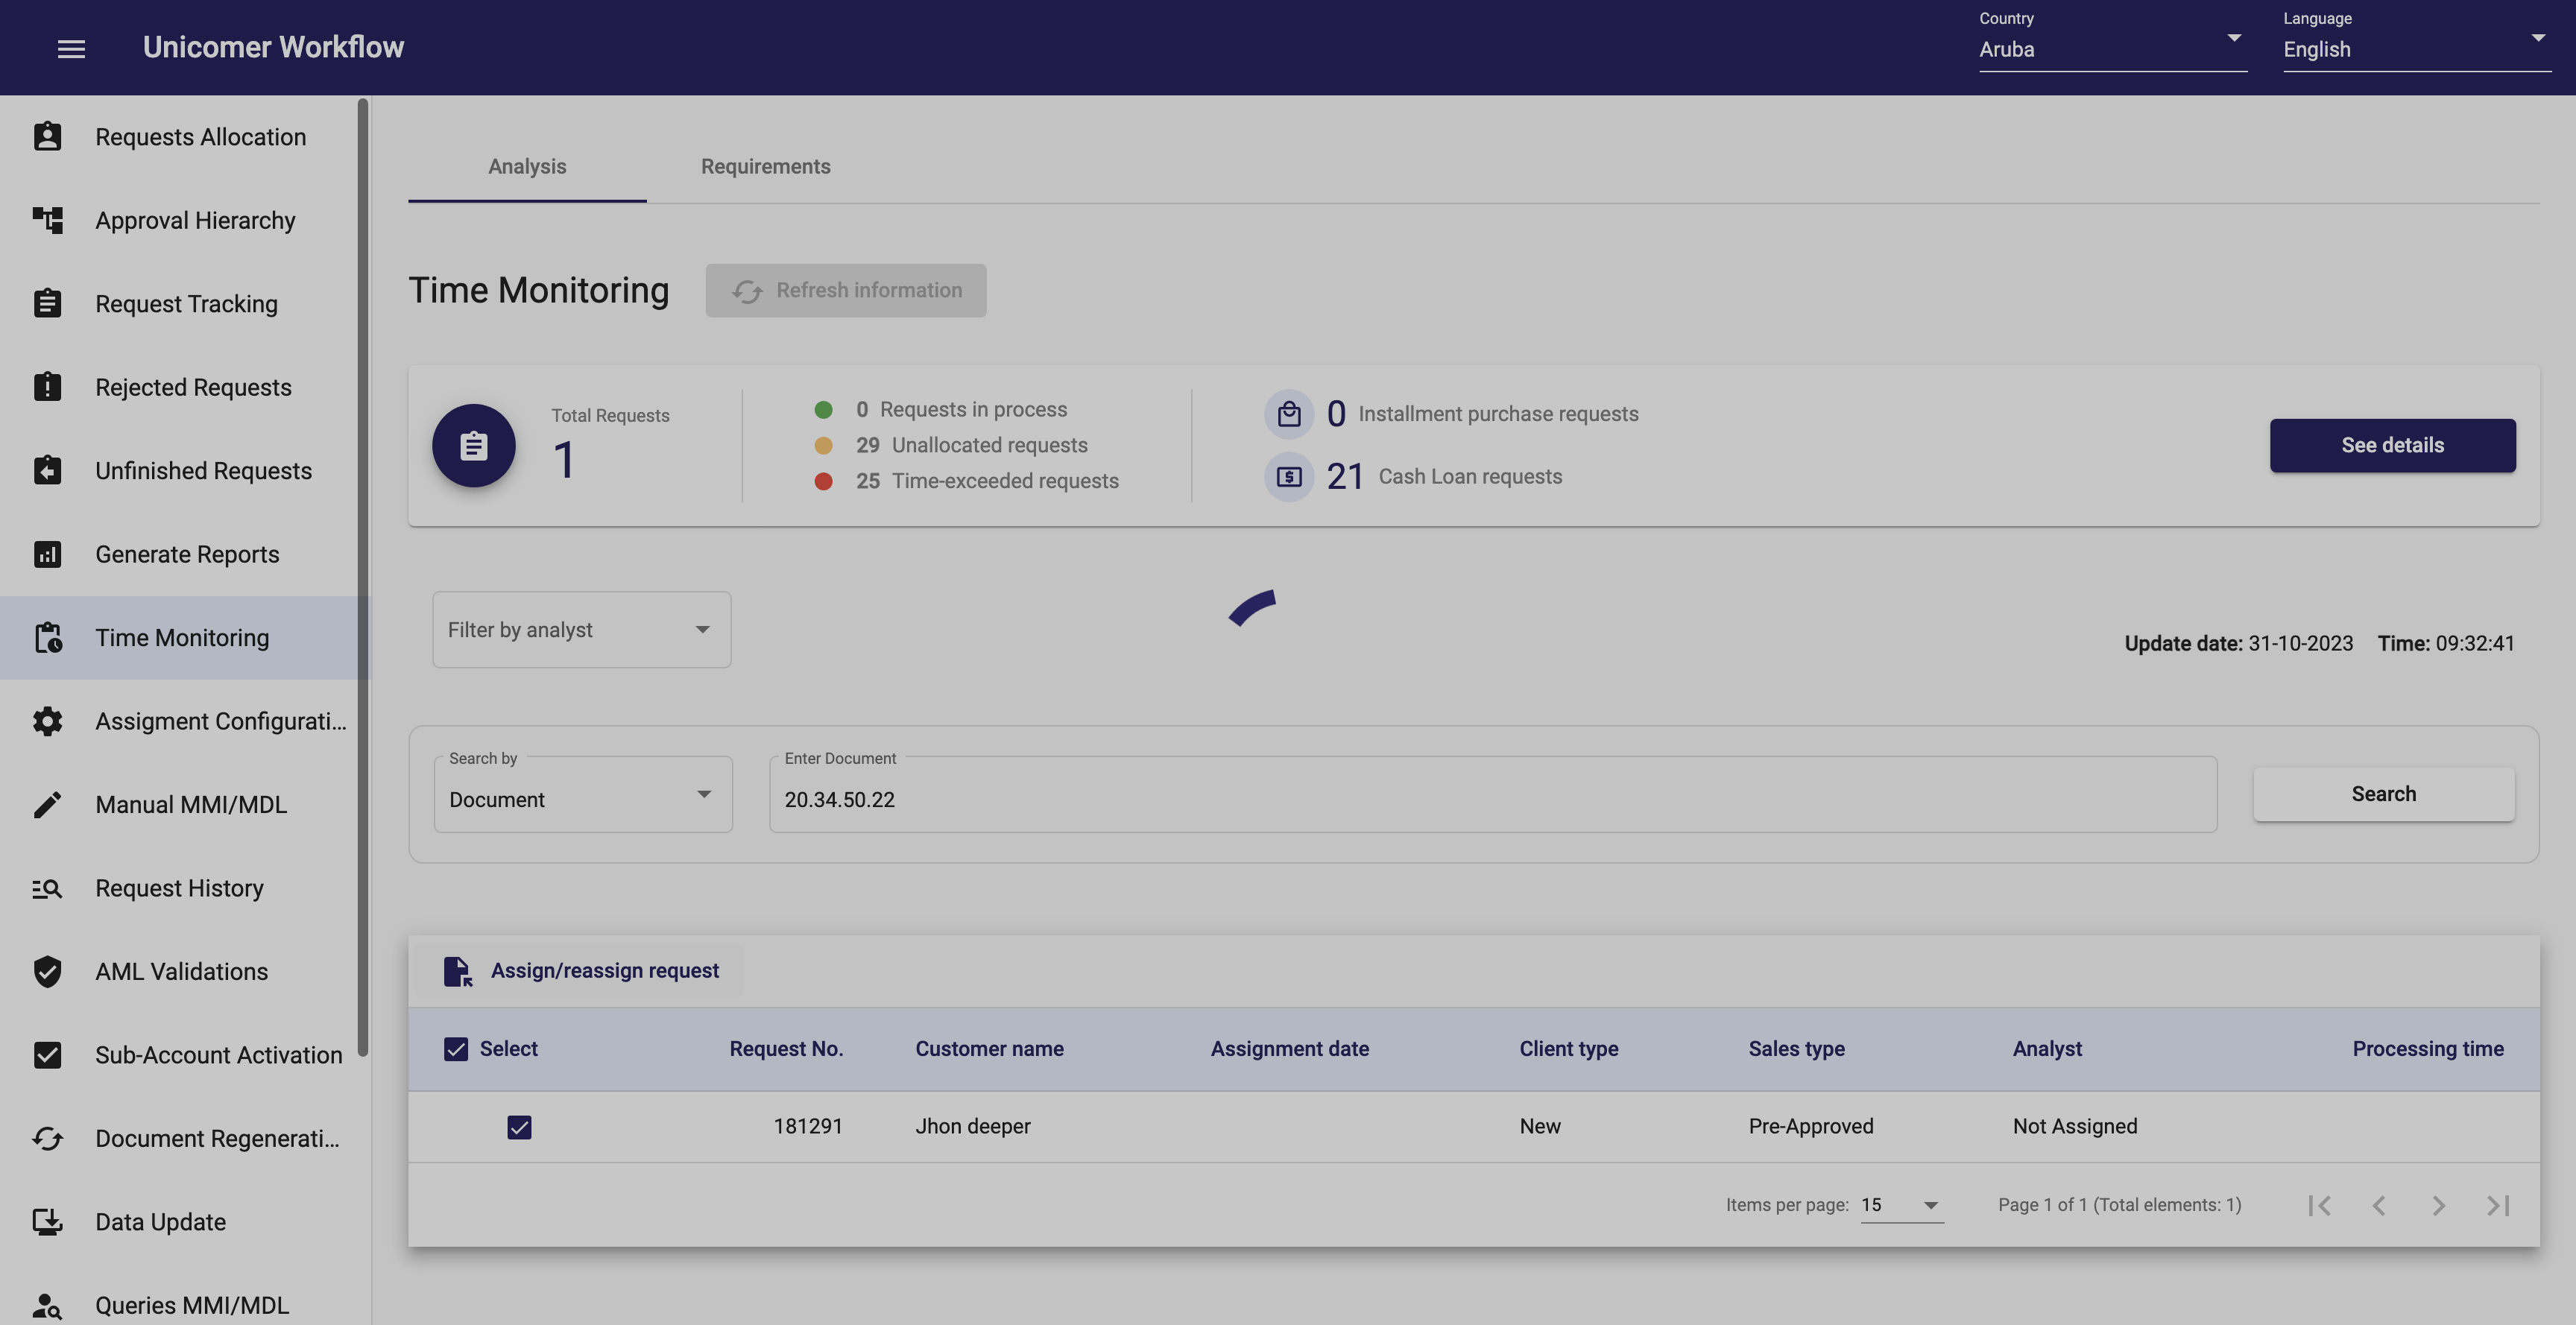 Unicomer Workflow
Country
Aruba
Language
English
Requests Allocation
Approval Hierarchy
Request Tracking
Rejected Requests
Unfinished Requests
Generate Reports
Time Monitoring
Assigment Configurati...
Manual MMI/MDL
Request History
AML Validations
Sub-Account Activation
Document Regenerati...
Data Update
Queries MMI/MDL
Analysis
Requirements
Time Monitoring
Refresh information
Total Requests
1
0 Requests in process
29 Unallocated requests
25 Time-exceeded requests
0 Installment purchase requests
21 Cash Loan requests
See details
Filter by analyst
Update date: 31-10-2023 Time: 09:32:41
Search by
Document
Enter Document
20.34.50.22
Search
Assign/reassign request
Select Request No. Customer name Assignment date Client type Sales type Analyst Processing time
181291 Jhon deeper New Pre-Approved Not Assigned
Items per page: 15 Page 1 of 1 (Total elements: 1)